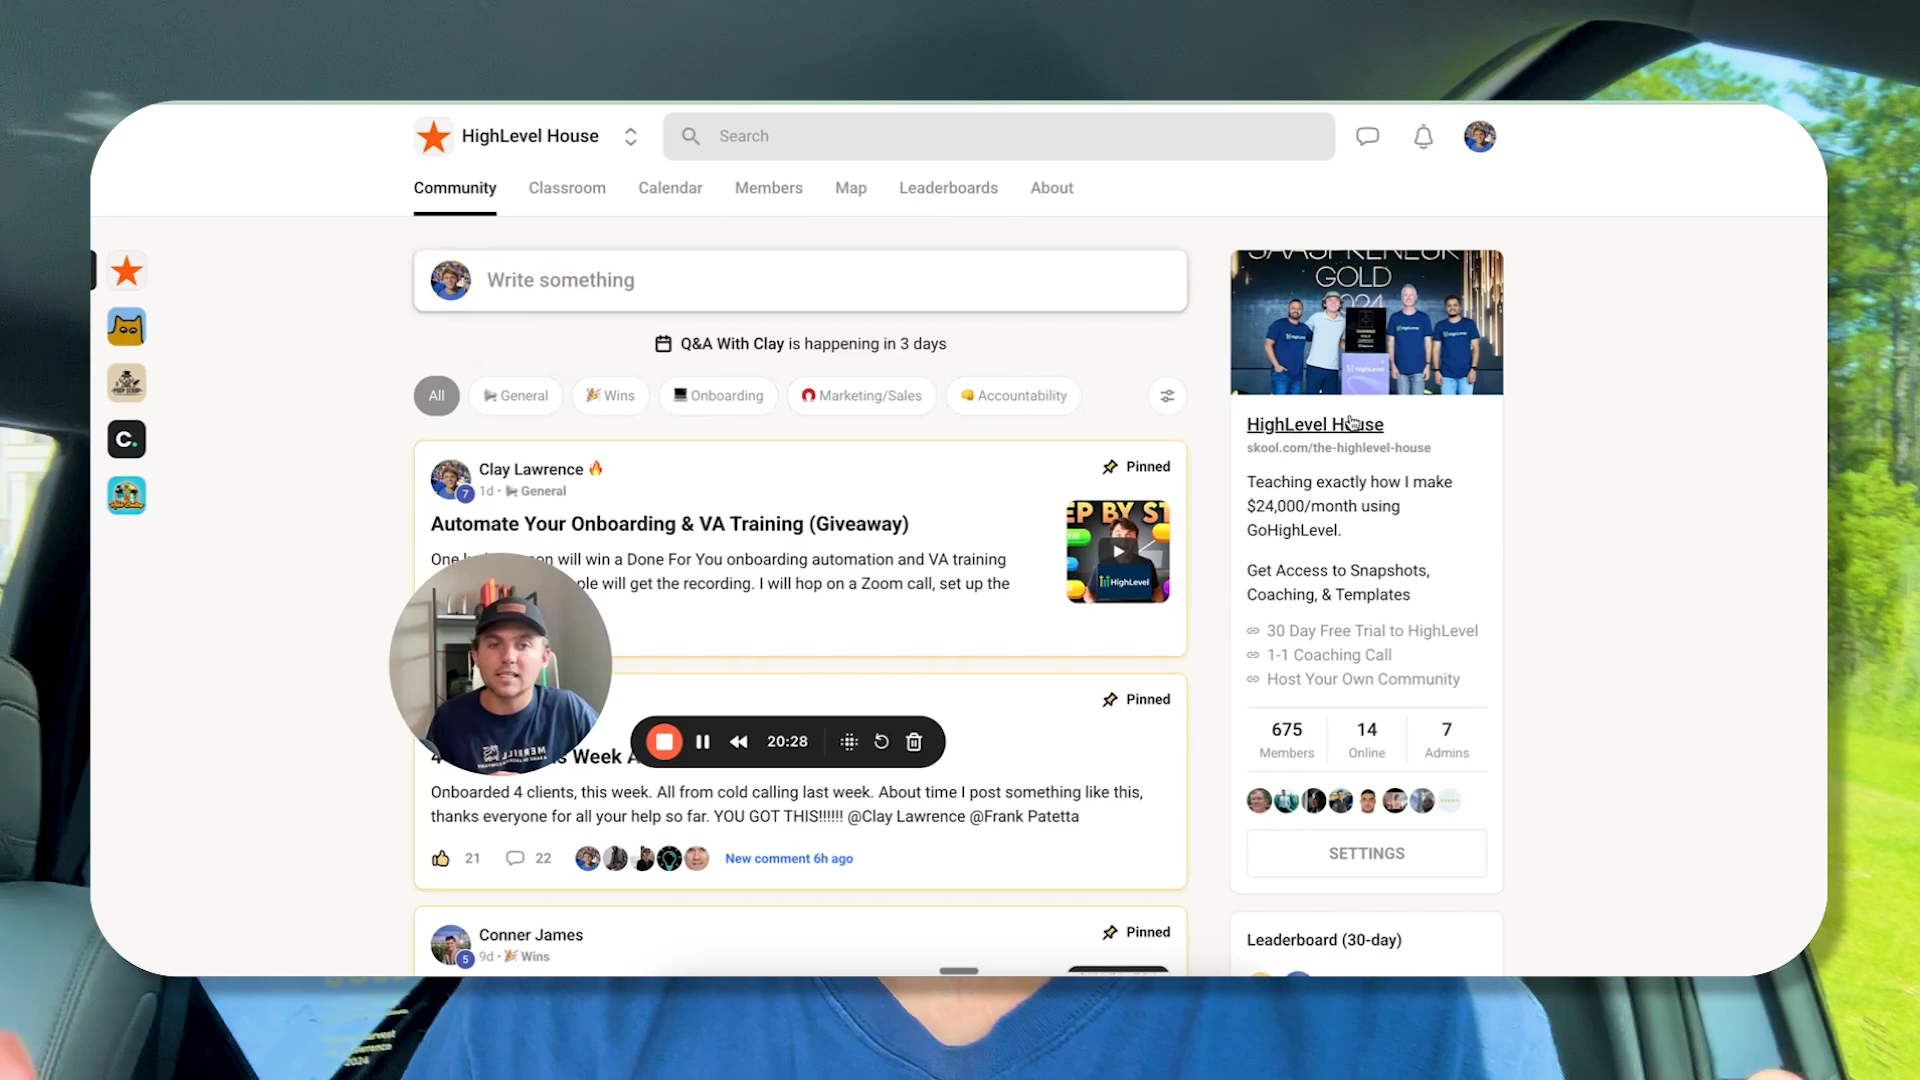 HighLevel House
Search
Community
Classroom
Calendar
Members
Map
Leaderboards
About
Write something
Q&A With Clay is happening in 3 days
All
General
Wins
Onboarding
Marketing/Sales
Accountability
Clay Lawrence
Pinned
7
1d • General
Automate Your Onboarding & VA Training (Giveaway)
One will win a Done For You onboarding automation and VA training
will get the recording. I will hop on a Zoom call, set up the
HighLevel
Pinned
20:28
4 Week
Onboarded 4 clients, this week. All from cold calling last week. About time I post something like this,
thanks everyone for all your help so far. YOU GOT THIS!!!!!! @Clay Lawrence @Frank Patetta
21
22
New comment 6h ago
Conner James
Pinned
5
9d • Wins
GOLD
2024
HighLevel
HighLevel House
skool.com/the-highlevel-house
Teaching exactly how I make
$24,000/month using
GoHighLevel.
Get Access to Snapshots,
Coaching, & Templates
30 Day Free Trial to HighLevel
1-1 Coaching Call
Host Your Own Community
675
14
7
Members
Online
Admins
SETTINGS
Leaderboard (30-day)
C.
2024